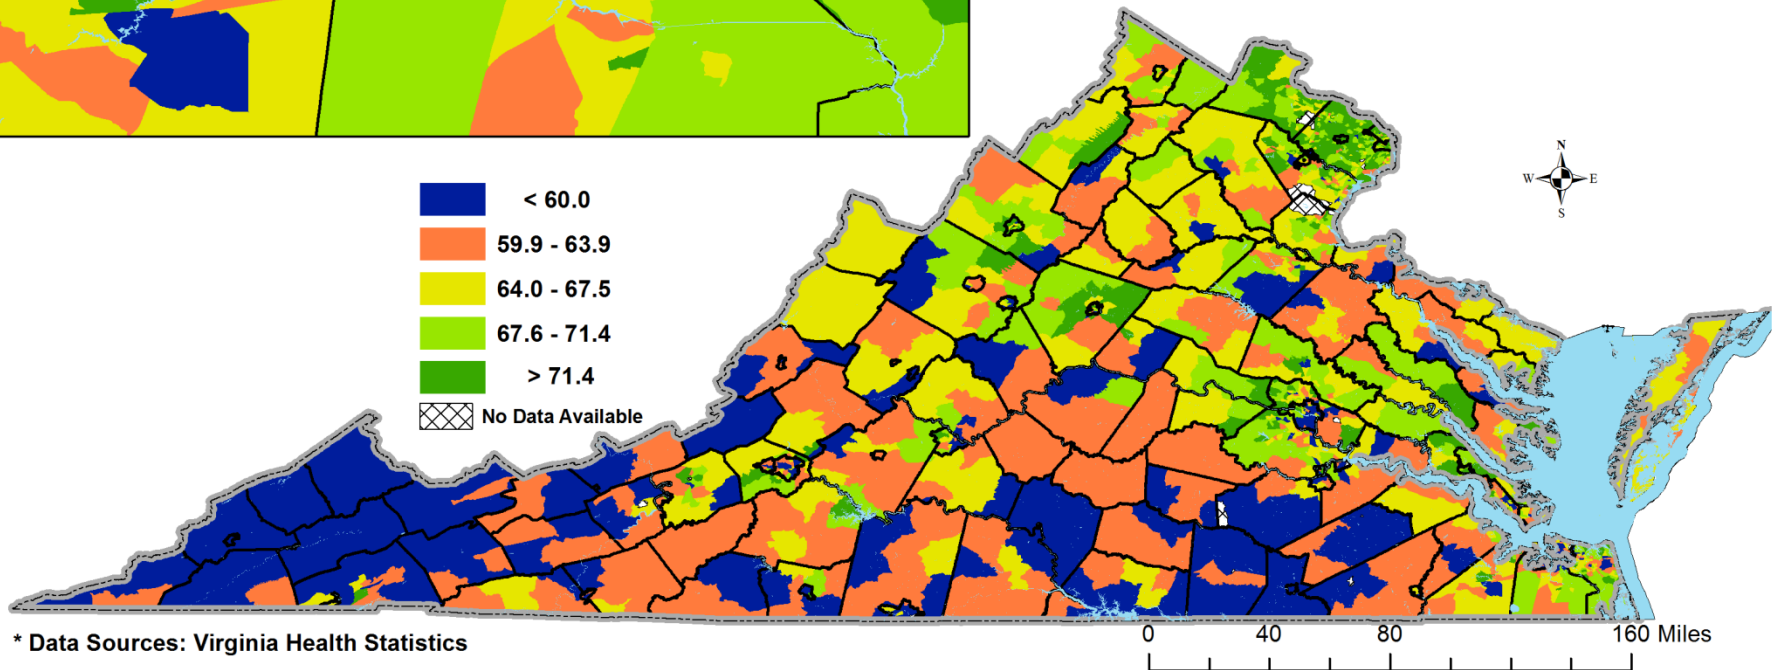 < 60.0
59.9 - 63.9
64.0 - 67.5
67.6 - 71.4
> 71.4
No Data Available
N
W E
S
* Data Sources: Virginia Health Statistics
0 40 80 160 Miles